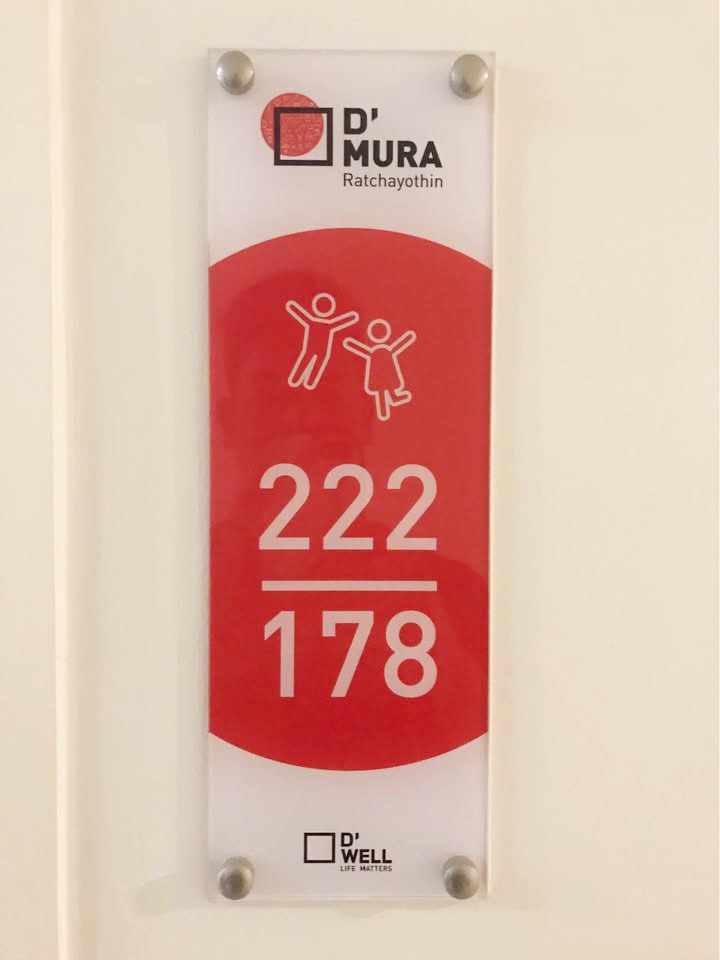 D'
MURA
Ratchayothin
222
178
D'
WELL
LIFE MATTERS